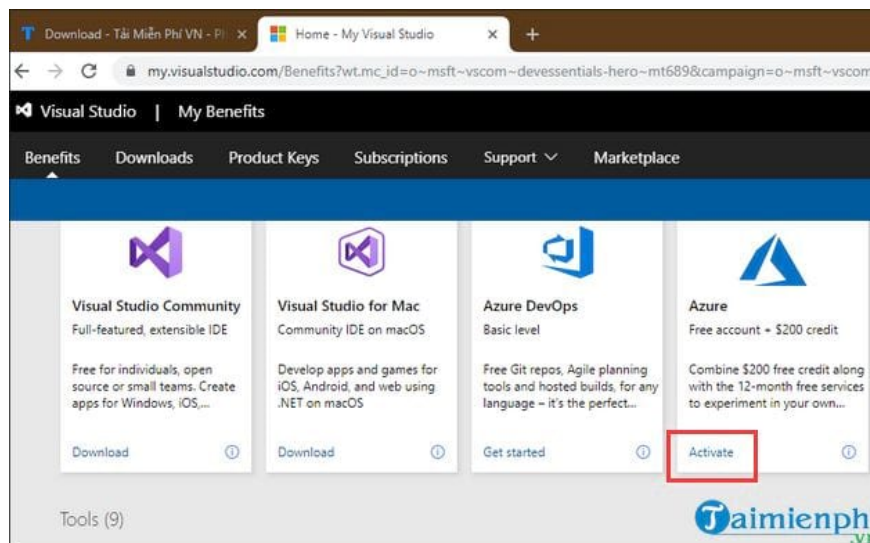 Download - Tải Miễn Phí VN - Ph
Home - My Visual Studio
my.visualstudio.com/Benefits?wt.mc_id=o~msft~vscom~devessentials-hero~mt689&campaign=o~msft~vscom
Visual Studio | My Benefits
Benefits Downloads Product Keys Subscriptions Support Marketplace
Visual Studio Community
Full-featured, extensible IDE
Free for individuals, open
source or small teams. Create
apps for Windows, iOS,...
Download
Visual Studio for Mac
Community IDE on macOS
Develop apps and games for
iOS, Android, and web using
.NET on macOS
Download
Azure DevOps
Basic level
Free Git repos, Agile planning
tools and hosted builds, for any
language – it's the perfect...
Get started
Azure
Free account + $200 credit
Combine $200 free credit along
with the 12-month free services
to experiment in your own...
Activate
Tools (9)
Taimienph
.vn